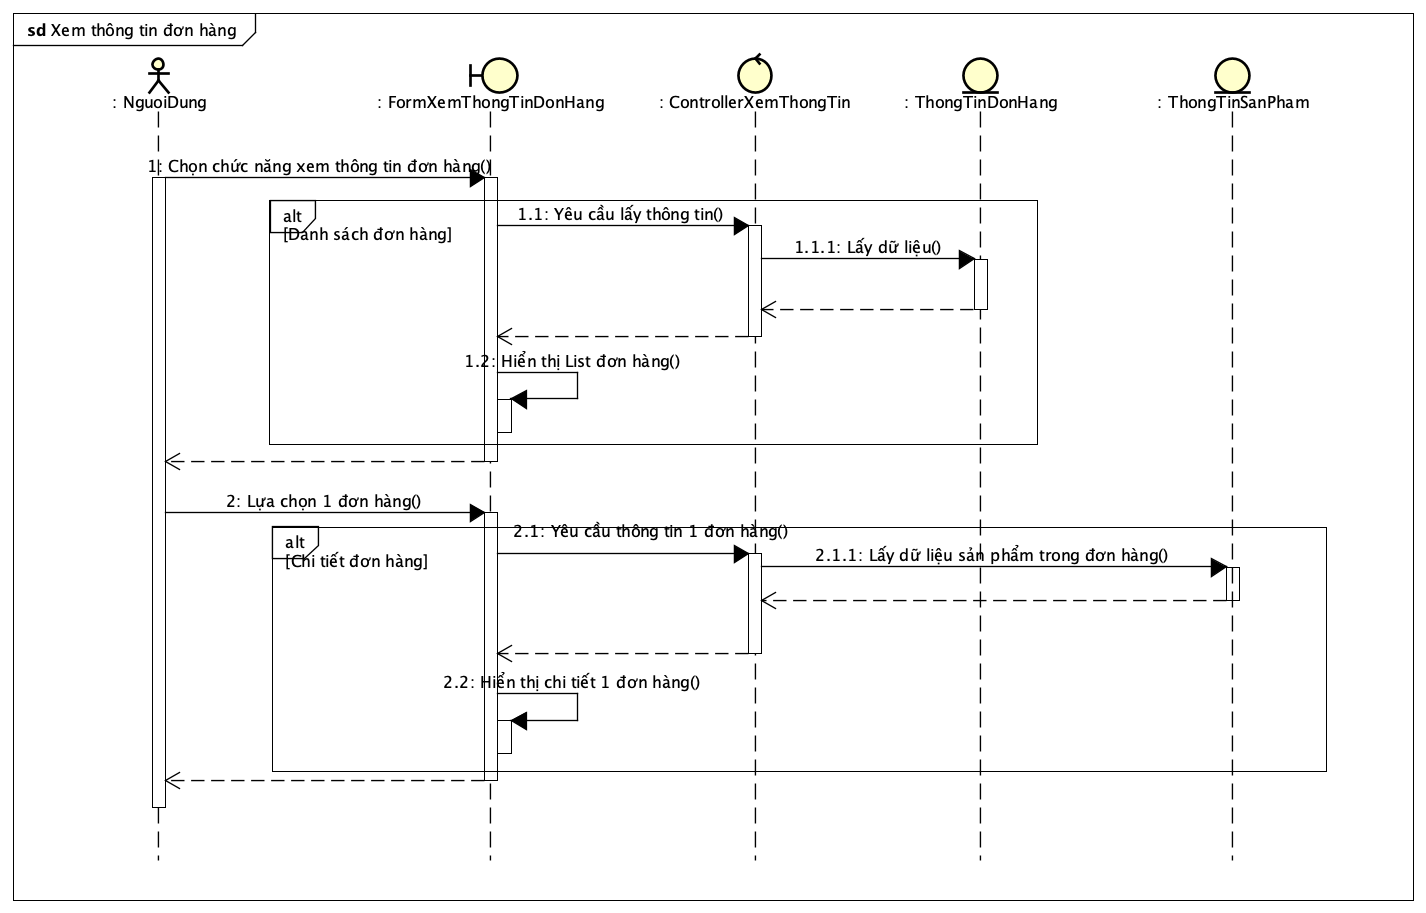 sd Xem thông tin đơn hàng
: NguoiDung
: FormXemThongTinDonHang
: ControllerXemThongTin
: ThongTinDonHang
: ThongTinSanPham
1: Chọn chức năng xem thông tin đơn hàng()
alt
[Danh sách đơn hàng]
1.1: Yêu cầu lấy thông tin()
1.1.1: Lấy dữ liệu()
1.2: Hiển thị List đơn hàng()
2: Lựa chọn 1 đơn hàng()
alt
[Chi tiết đơn hàng]
2.1: Yêu cầu thông tin 1 đơn hàng()
2.1.1: Lấy dữ liệu sản phẩm trong đơn hàng()
2.2: Hiển thị chi tiết 1 đơn hàng()